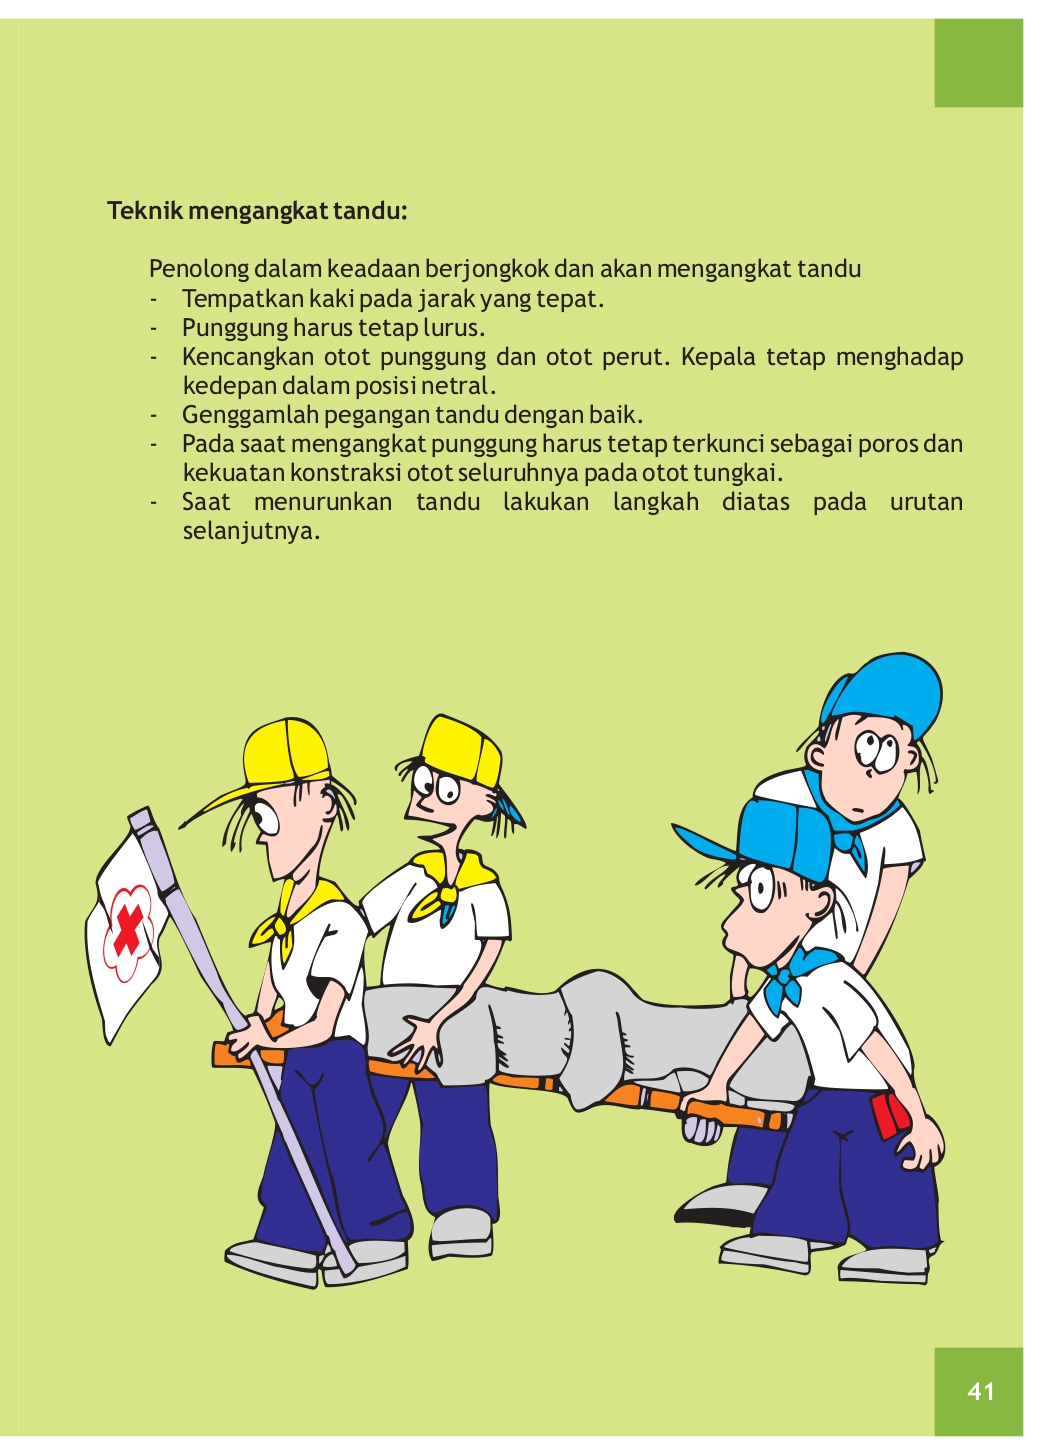 Teknik mengangkat tandu:
Penolong dalam keadaan berjongkok dan akan mengangkat tandu
- Tempatkan kaki pada jarak yang tepat.
- Punggung harus tetap lurus.
- Kencangkan otot punggung dan otot perut. Kepala tetap menghadap
kedepan dalam posisi netral.
- Genggamlah pegangan tandu dengan baik.
- Pada saat mengangkat punggung harus tetap terkunci sebagai poros dan
kekuatan konstraksi otot seluruhnya pada otot tungkai.
- Saat menurunkan tandu lakukan langkah diatas pada urutan
selanjutnya.
41